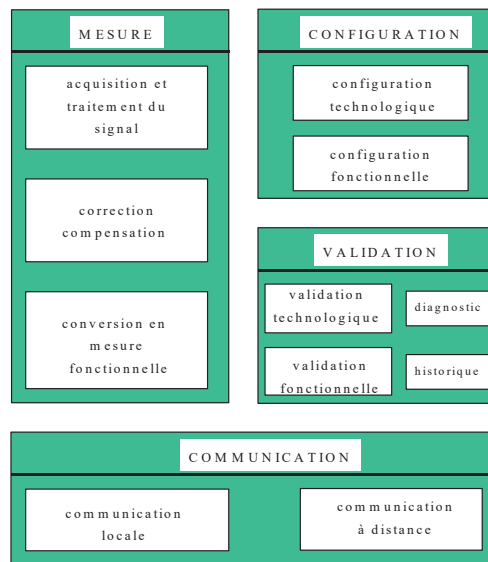 MESURE
acquisition et
traitement du
signal
correction
compensation
conversion en
mesure
fonctionnelle
CONFIGURATION
configuration
technologique
configuration
fonctionnelle
VALIDATION
validation
technologique
diagnostic
validation
fonctionnelle
historique
COMMUNICATION
communication
locale
communication
à distance